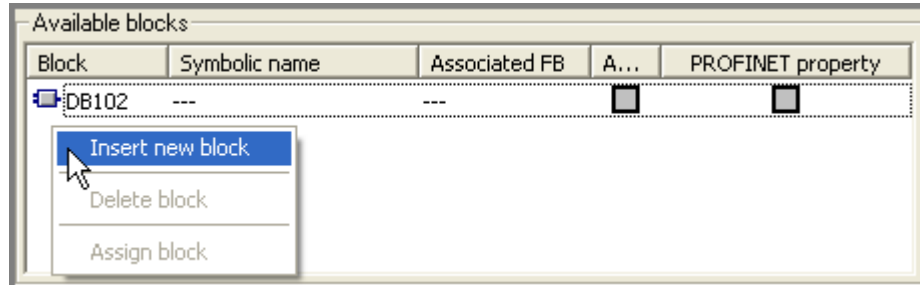 Available blocks
Block Symbolic name Associated FB A... PROFINET property
DB102 --- ---
Insert new block
Delete block
Assign block